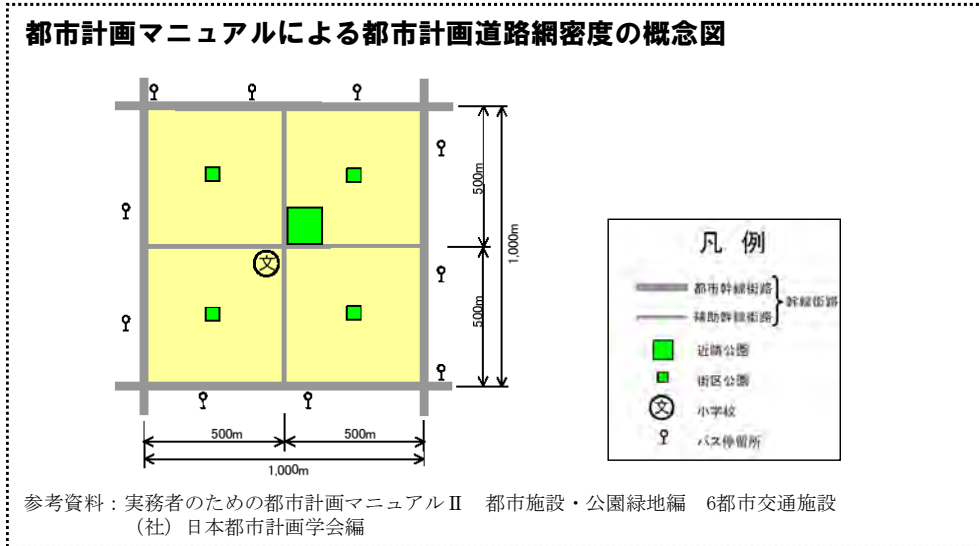 都市計画マニュアルによる都市計画道路網密度の概念図
500m
1,000m
500m
文
500m
500m
1,000m
凡 例
都市幹線街路
補助幹線街路
幹線街路
近隣公園
街区公園
文
小学校
バス停留所
参考資料：実務者のための都市計画マニュアルⅡ 都市施設・公園緑地編 6都市交通施設
（社）日本都市計画学会編